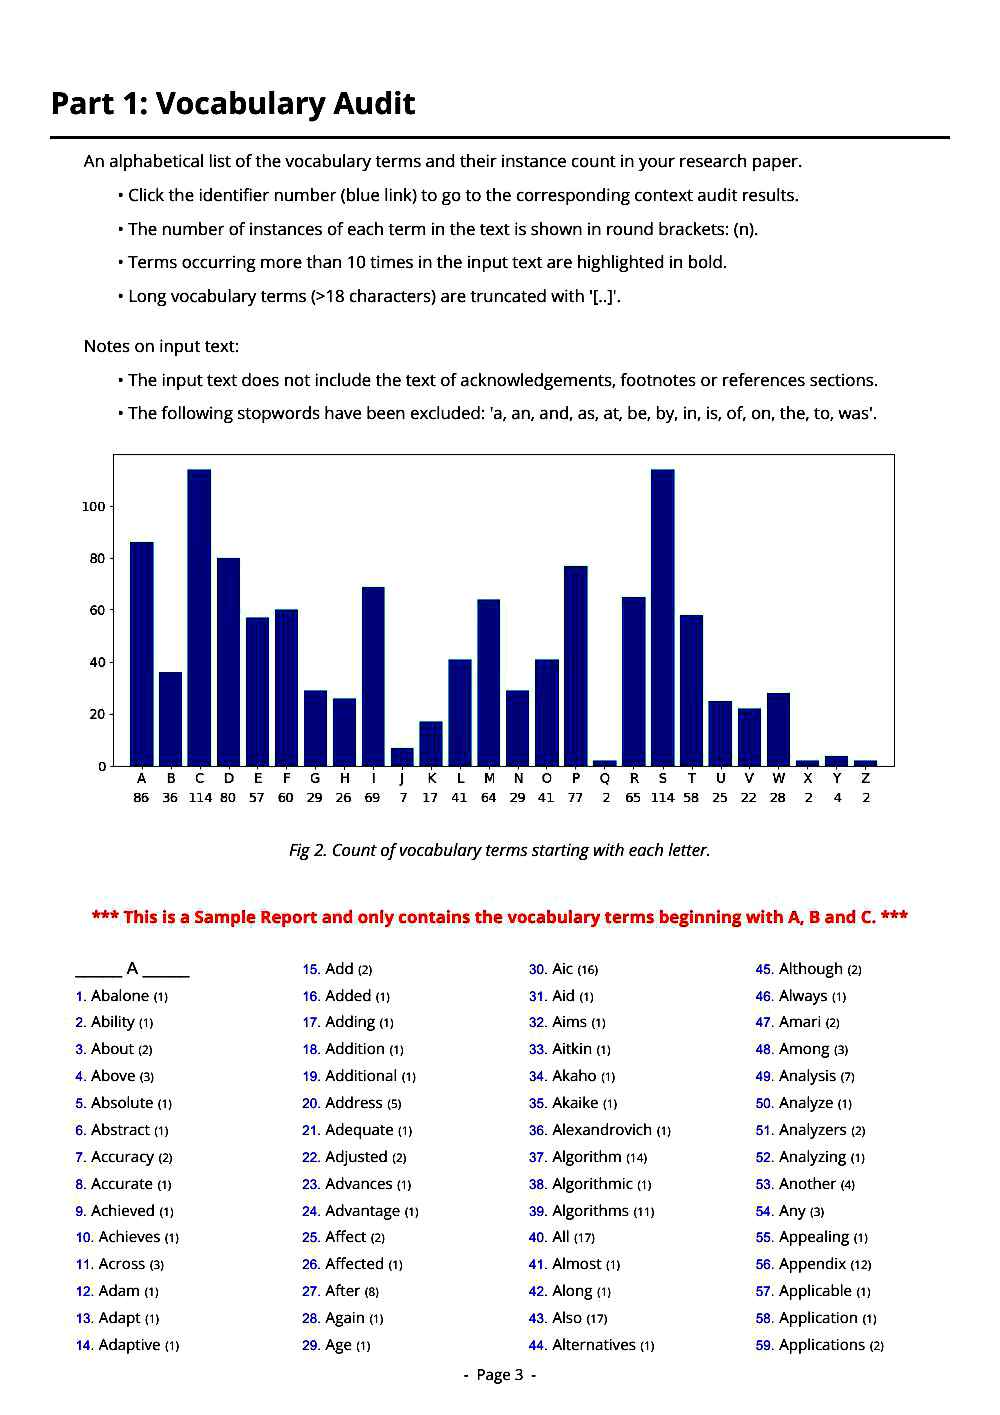 Part 1: Vocabulary Audit
An alphabetical list of the vocabulary terms and their instance count in your research paper.
• Click the identifier number (blue link) to go to the corresponding context audit results.
• The number of instances of each term in the text is shown in round brackets: (n).
• Terms occurring more than 10 times in the input text are highlighted in bold.
• Long vocabulary terms (>18 characters) are truncated with '[..]'.
Notes on input text:
• The input text does not include the text of acknowledgements, footnotes or references sections.
• The following stopwords have been excluded: 'a, an, and, as, at, be, by, in, is, of, on, the, to, was'.
100
80
60
40
20
0
A B C D E F G H I J K L M N O P Q R S T U V W X Y Z
86 36 114 80 57 60 29 26 69 7 17 41 64 29 41 77 2 65 114 58 25 22 28 2 4 2
Fig 2. Count of vocabulary terms starting with each letter.
*** This is a Sample Report and only contains the vocabulary terms beginning with A, B and C. ***
______ A ______
1. Abalone (1)
2. Ability (1)
3. About (2)
4. Above (3)
5. Absolute (1)
6. Abstract (1)
7. Accuracy (2)
8. Accurate (1)
9. Achieved (1)
10. Achieves (1)
11. Across (3)
12. Adam (1)
13. Adapt (1)
14. Adaptive (1)
15. Add (2)
16. Added (1)
17. Adding (1)
18. Addition (1)
19. Additional (1)
20. Address (5)
21. Adequate (1)
22. Adjusted (2)
23. Advances (1)
24. Advantage (1)
25. Affect (2)
26. Affected (1)
27. After (8)
28. Again (1)
29. Age (1)
30. Aic (16)
31. Aid (1)
32. Aims (1)
33. Aitkin (1)
34. Akaho (1)
35. Akaike (1)
36. Alexandrovich (1)
37. Algorithm (14)
38. Algorithmic (1)
39. Algorithms (11)
40. All (17)
41. Almost (1)
42. Along (1)
43. Also (17)
44. Alternatives (1)
45. Although (2)
46. Always (1)
47. Amari (2)
48. Among (3)
49. Analysis (7)
50. Analyze (1)
51. Analyzers (2)
52. Analyzing (1)
53. Another (4)
54. Any (3)
55. Appealing (1)
56. Appendix (12)
57. Applicable (1)
58. Application (1)
59. Applications (2)
- Page 3 -